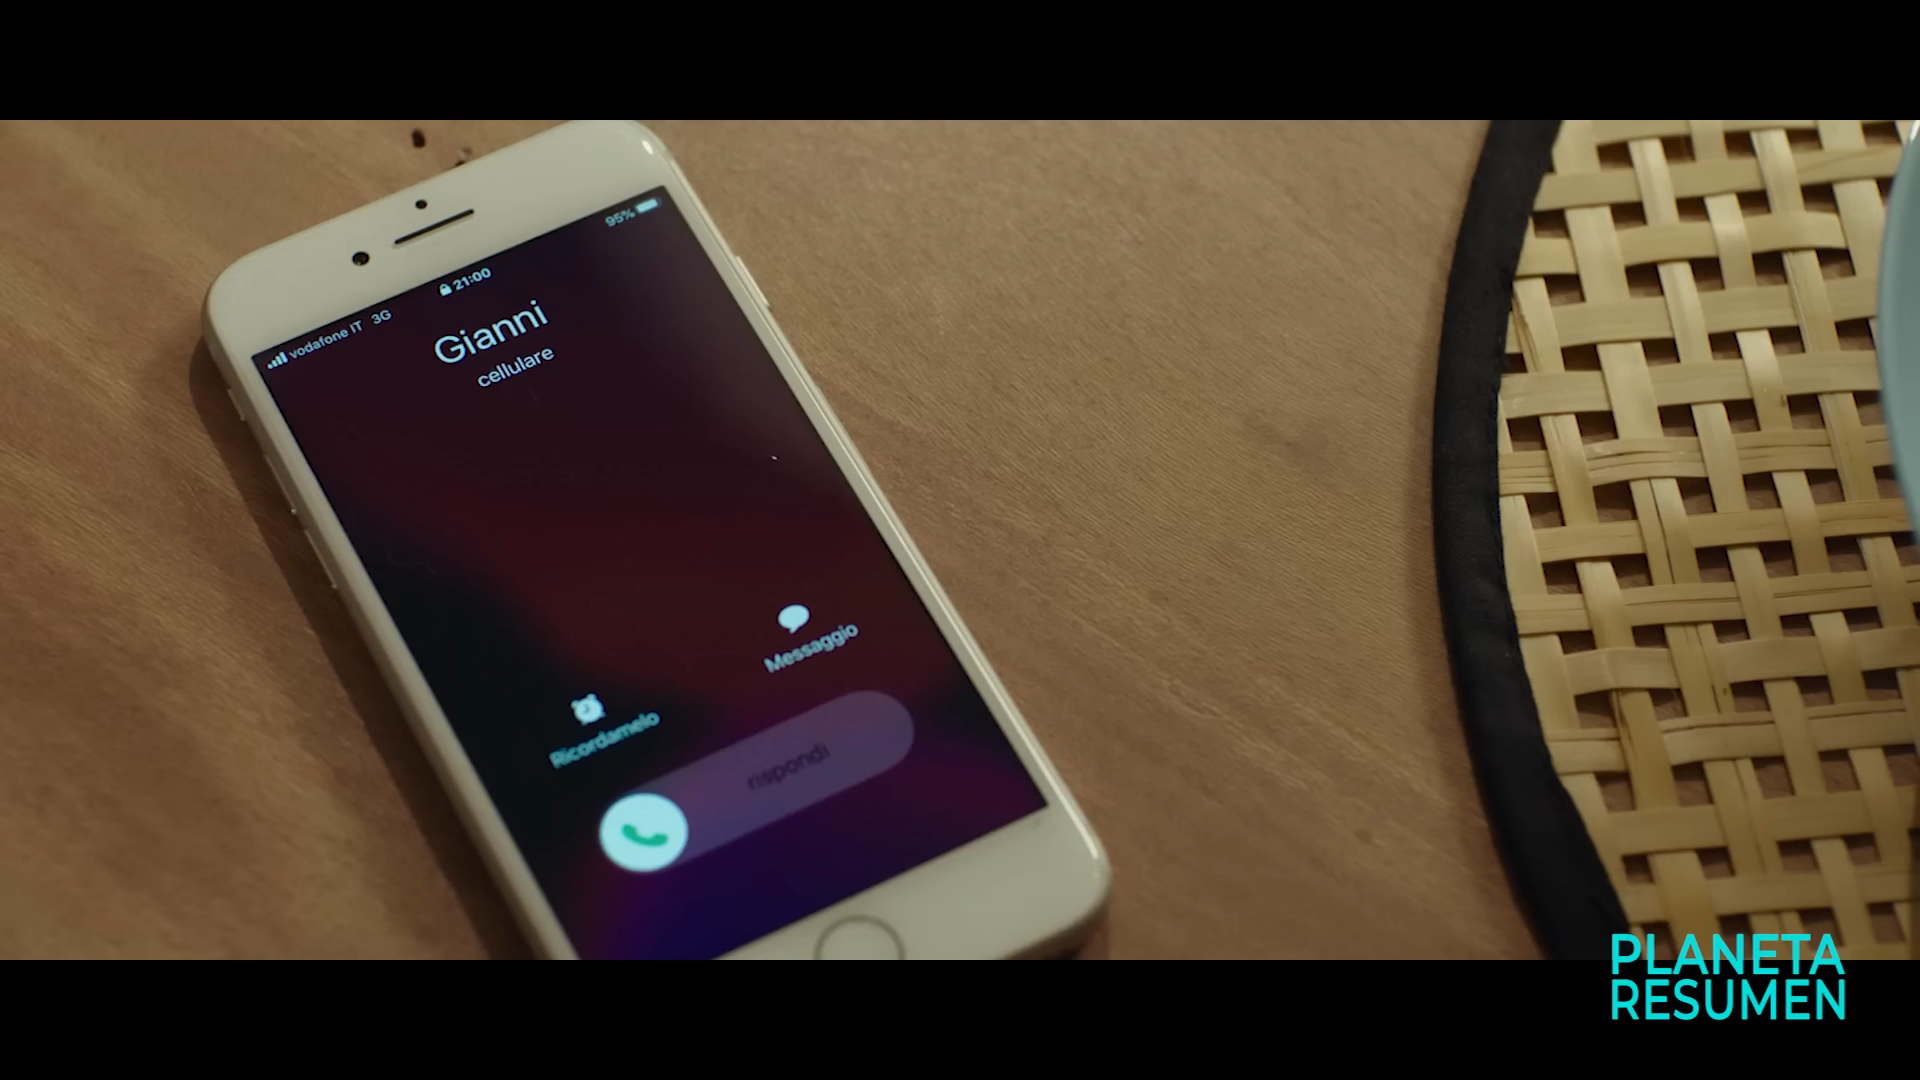 vodafone IT 3G
21:00
95%
Gianni
cellulare
Ricordamelo
Messaggio
rispondi
PLANETA
RESUMEN